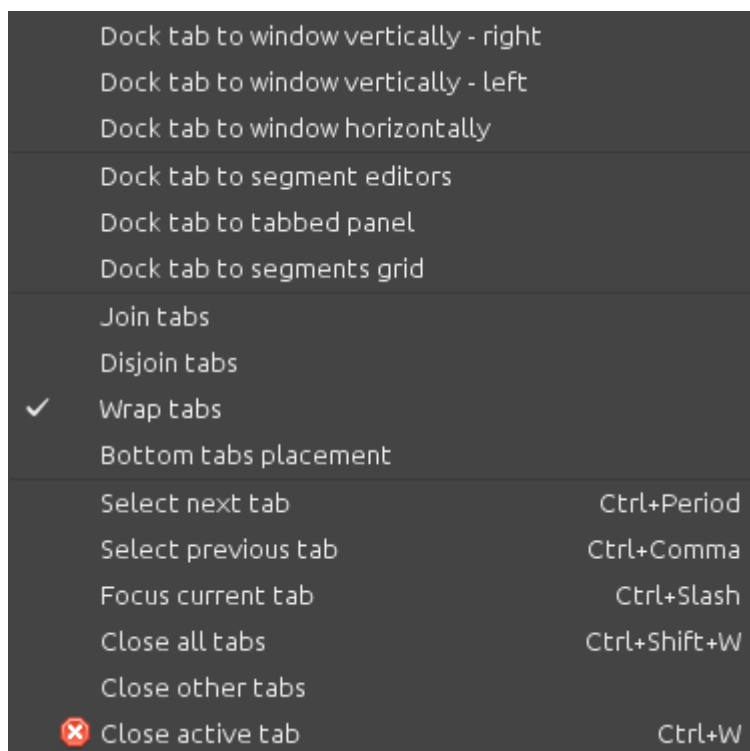 Dock tab to window vertically - right
Dock tab to window vertically - left
Dock tab to window horizontally
Dock tab to segment editors
Dock tab to tabbed panel
Dock tab to segments grid
Join tabs
Disjoin tabs
Wrap tabs
Bottom tabs placement
Select next tab Ctrl+Period
Select previous tab Ctrl+Comma
Focus current tab Ctrl+Slash
Close all tabs Ctrl+Shift+W
Close other tabs
Close active tab Ctrl+W